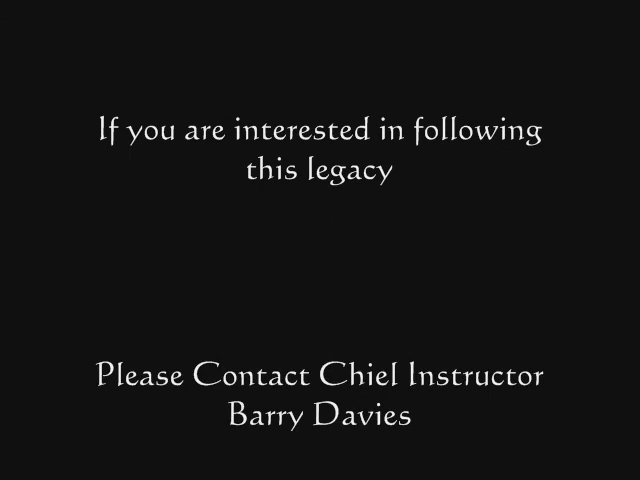 If you are interested in following
this legacy
Please Contact Chiel Instructor
Barry Davies